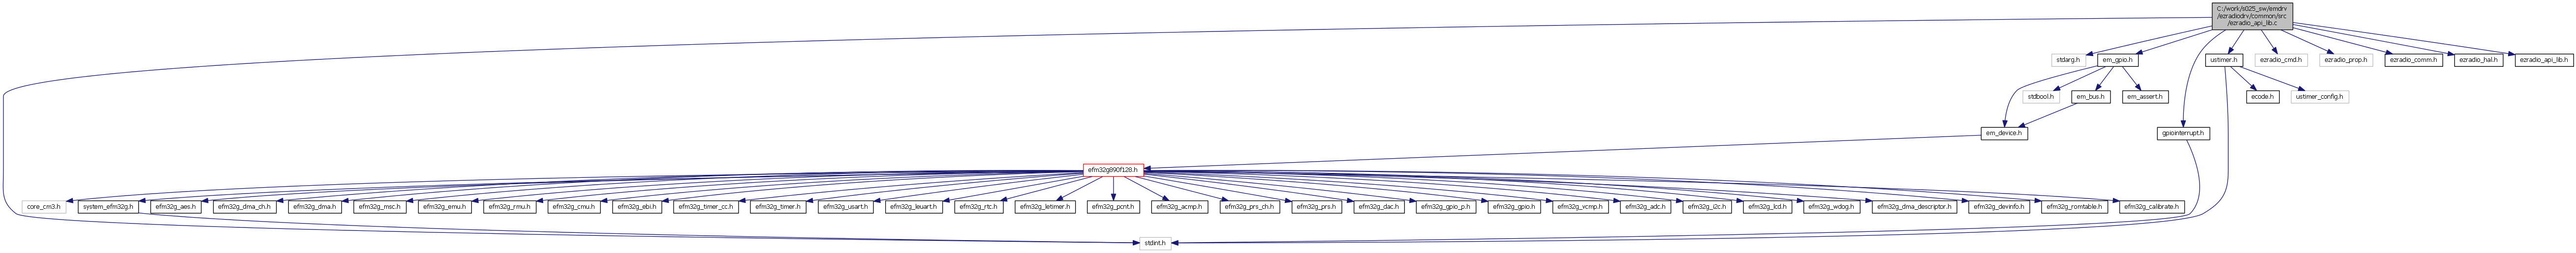 C:/work/s025_sw/emdrv
/ezradiodrv/common/src
/ezradio_api_lib.c
stdarg.h
em_gpio.h
ustimer.h
ezradio_cmd.h
ezradio_prop.h
ezradio_comm.h
ezradio_hal.h
ezradio_api_lib.h
stdbool.h
em_bus.h
em_assert.h
ecode.h
ustimer_config.h
em_device.h
gpiointerrupt.h
efm32g890f128.h
core_cm3.h
system_efm32g.h
efm32g_aes.h
efm32g_dma_ch.h
efm32g_dma.h
efm32g_msc.h
efm32g_emu.h
efm32g_rmu.h
efm32g_cmu.h
efm32g_ebi.h
efm32g_timer_cc.h
efm32g_timer.h
efm32g_usart.h
efm32g_leuart.h
efm32g_rtc.h
efm32g_letimer.h
efm32g_pcnt.h
efm32g_acmp.h
efm32g_prs_ch.h
efm32g_prs.h
efm32g_dac.h
efm32g_gpio_p.h
efm32g_gpio.h
efm32g_vcmp.h
efm32g_adc.h
efm32g_i2c.h
efm32g_lcd.h
efm32g_wdog.h
efm32g_dma_descriptor.h
efm32g_devinfo.h
efm32g_romtable.h
efm32g_calibrate.h
stdint.h